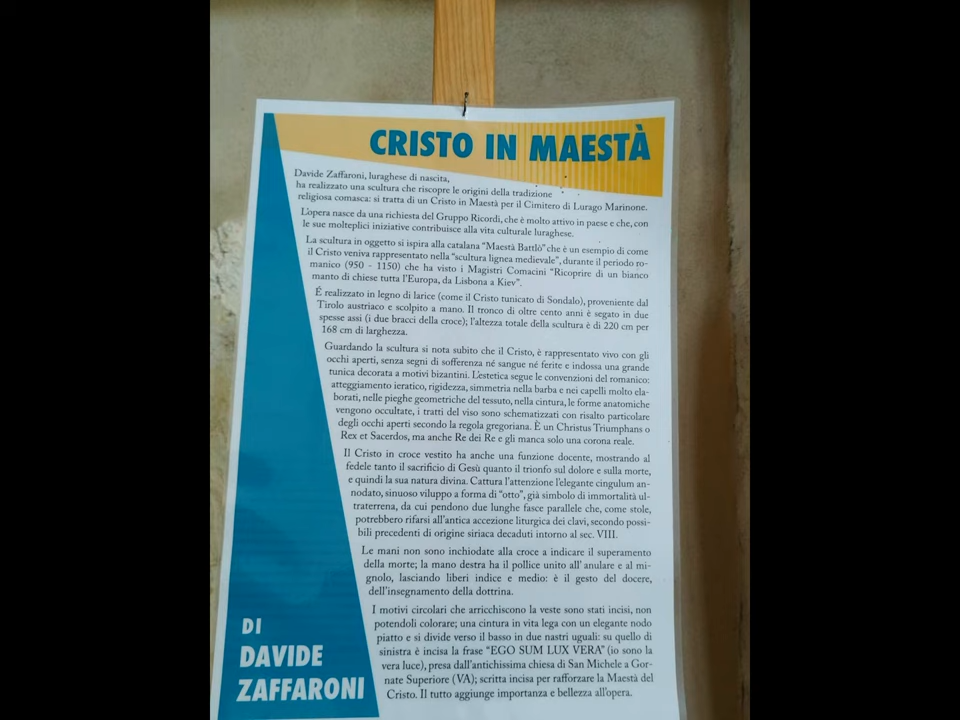 CRISTO IN MAESTÀ
Davide Zaffaroni, luraghese di nascita,
ha realizzato una scultura che riscopre le origini della tradizione
religiosa comasca: si tratta di un Cristo in Maestà per il Cimitero di Lurago Marinone.
L'opera nasce da una richiesta del Gruppo Ricordi, che è molto attivo in paese e che, con
le sue molteplici iniziative contribuisce alla vita culturale luraghese.
La scultura in oggetto si ispira alla catalana “Maestà Batllò” che è un esempio di come
il Cristo veniva rappresentato nella “scultura lignea medievale”, durante il periodo ro-
manico (950 - 1150) che ha visto i Magistri Comacini “Ricoprire di un bianco
manto di chiese tutta l'Europa, da Lisbona a Kiev”.
É realizzato in legno di larice (come il Cristo tunicato di Sondalo), proveniente dal
Tirolo austriaco e scolpito a mano. Il tronco di oltre cento anni è segato in due
spesse assi (i due bracci della croce); l'altezza totale della scultura è di 220 cm per
168 cm di larghezza.
Guardando la scultura si nota subito che il Cristo, è rappresentato vivo con gli
occhi aperti, senza segni di sofferenza né sangue né ferite e indossa una grande
tunica decorata a motivi bizantini. L'estetica segue le convenzioni del romanico:
atteggiamento ieratico, rigidezza, simmetria nella barba e nei capelli molto ela-
borati, nelle pieghe geometriche del tessuto, nella cintura, le forme anatomiche
vengono occultate, i tratti del viso sono schematizzati con risalto particolare
degli occhi aperti secondo la regola gregoriana. È un Christus Triumphans o
Rex et Sacerdos, ma anche Re dei Re e gli manca solo una corona reale.
Il Cristo in croce vestito ha anche una funzione docente, mostrando al
fedele tanto il sacrificio di Gesù quanto il trionfo sul dolore e sulla morte,
e quindi la sua natura divina. Cattura l'attenzione l'elegante cingulum an-
nodato, sinuoso viluppo a forma di “otto”, già simbolo di immortalità ul-
traterrena, da cui pendono due lunghe fasce parallele che, come stole,
potrebbero rifarsi all'antica accezione liturgica dei clavi, secondo possi-
bili precedenti di origine siriaca decaduti intorno al sec. VIII.
Le mani non sono inchiodate alla croce a indicare il superamento
della morte; la mano destra ha il pollice unito all' anulare e al mi-
gnolo, lasciando liberi indice e medio: è il gesto del docere,
dell'insegnamento della dottrina.
I motivi circolari che arricchiscono la veste sono stati incisi, non
potendoli colorare; una cintura in vita lega con un elegante nodo
piatto e si divide verso il basso in due nastri uguali: su quello di
sinistra è incisa la frase “EGO SUM LUX VERA” (io sono la
vera luce), presa dall'antichissima chiesa di San Michele a Gor-
nate Superiore (VA); scritta incisa per rafforzare la Maestà del
Cristo. Il tutto aggiunge importanza e bellezza all'opera.
DI
DAVIDE
ZAFFARONI